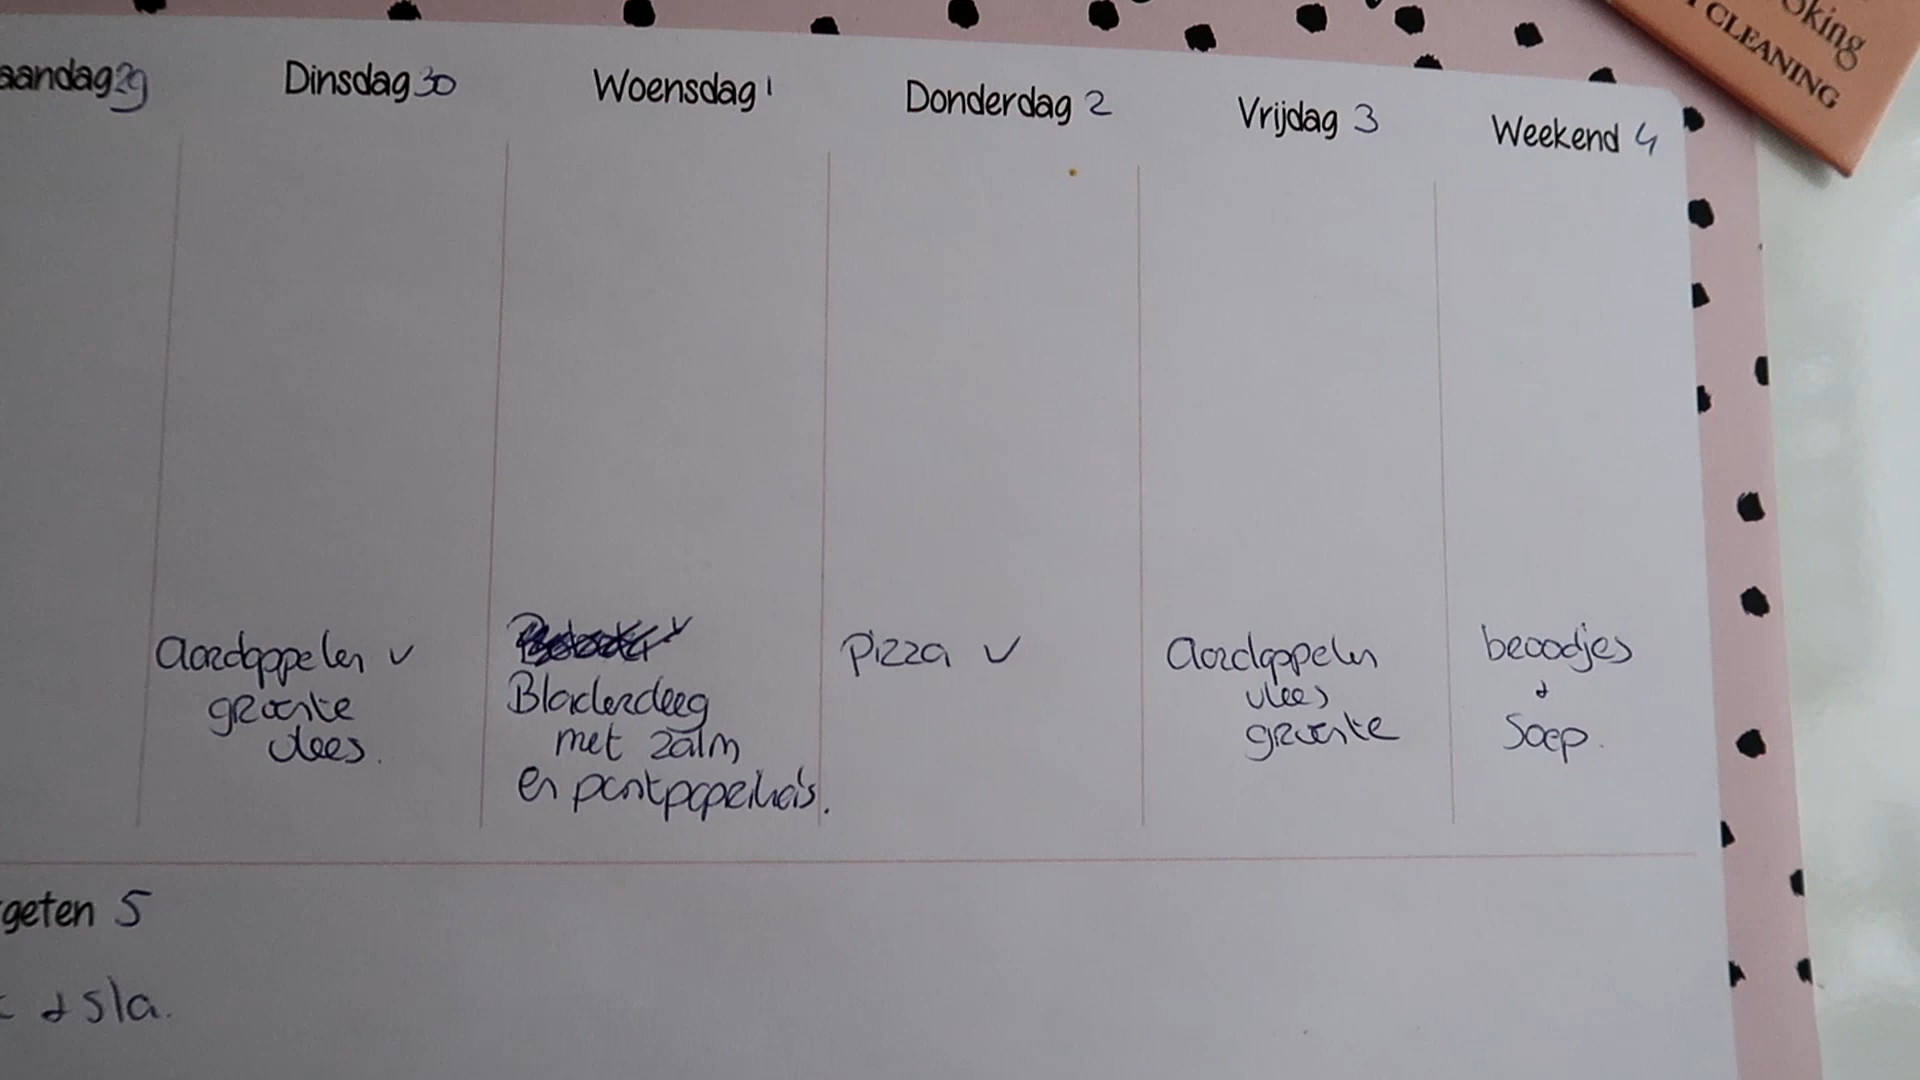 oking
CLEANING
aandag 29 Dinsdag 30 Woensdag 1 Donderdag 2 Vrijdag 3 Weekend 4
Aardappelen ✓
groente
vlees.
Bladerdeeg
met zalm
en
Pizza ✓
Aardappelen
vlees
groente
broodjes
&
Soep.
geten 5
& sla.